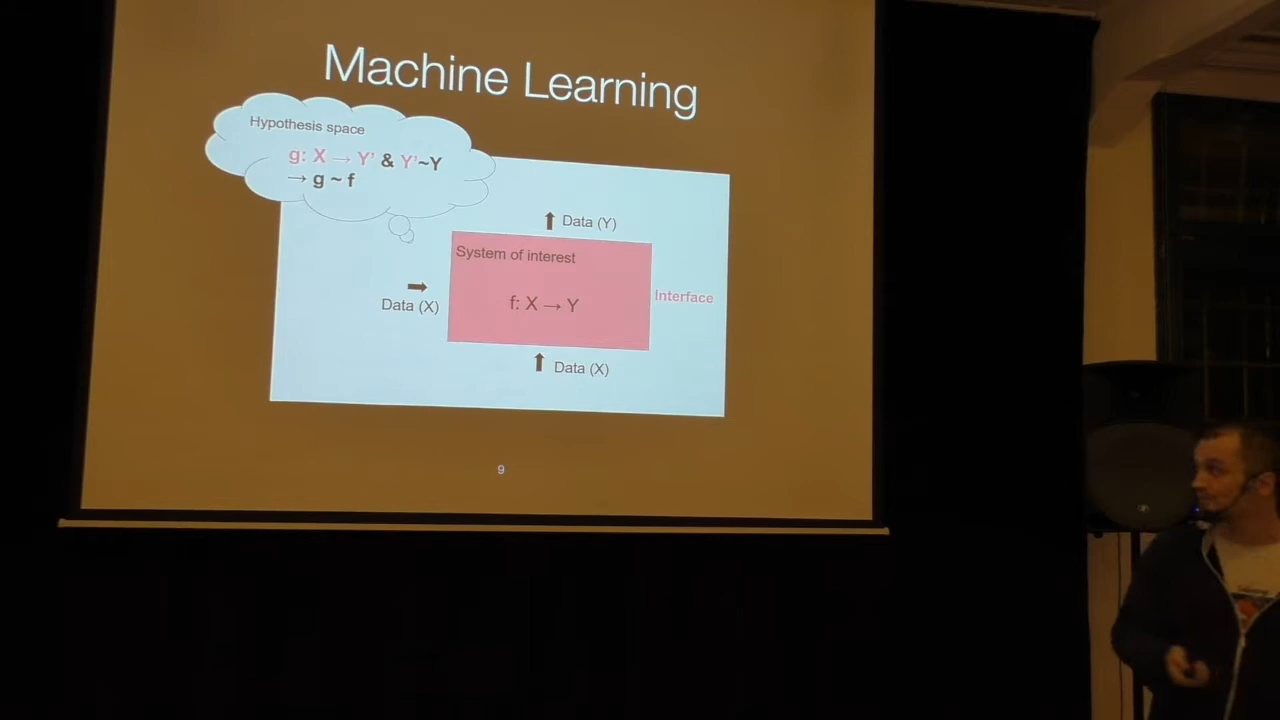 Machine Learning
Hypothesis space
g: X → Y' & Y'~Y
→ g ~ f
Data (Y)
System of interest
f: X → Y
Data (X)
Interface
Data (X)
9